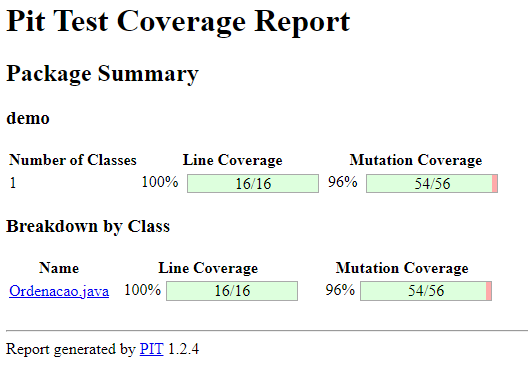 Pit Test Coverage Report
Package Summary
demo
Number of Classes Line Coverage Mutation Coverage
1 100% 16/16 96% 54/56
Breakdown by Class
Name Line Coverage Mutation Coverage
Ordenacao.java 100% 16/16 96% 54/56
Report generated by PIT 1.2.4